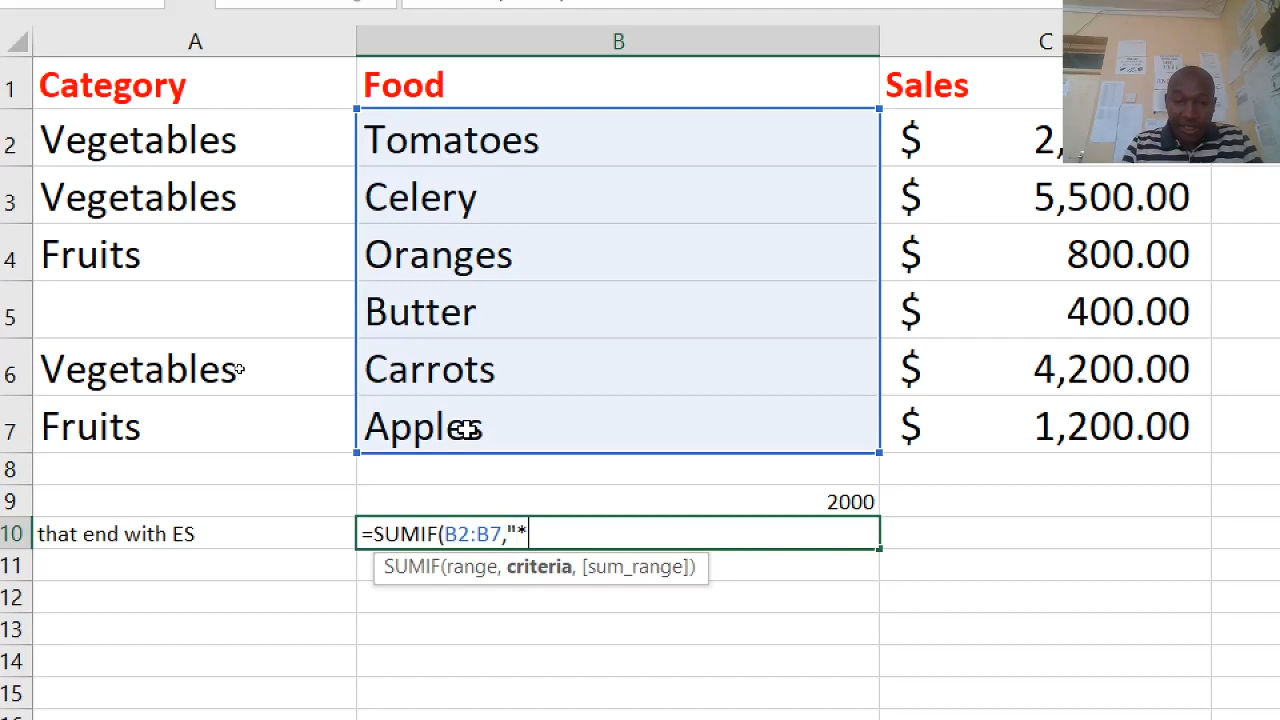 A B C
1 Category Food Sales
2 Vegetables Tomatoes $ 2,
3 Vegetables Celery $ 5,500.00
4 Fruits Oranges $ 800.00
5 Butter $ 400.00
6 Vegetables Carrots $ 4,200.00
7 Fruits Apples $ 1,200.00
8
9 2000
10 that end with ES =SUMIF(B2:B7,"*
11 SUMIF(range, criteria, [sum_range])
12
13
14
15